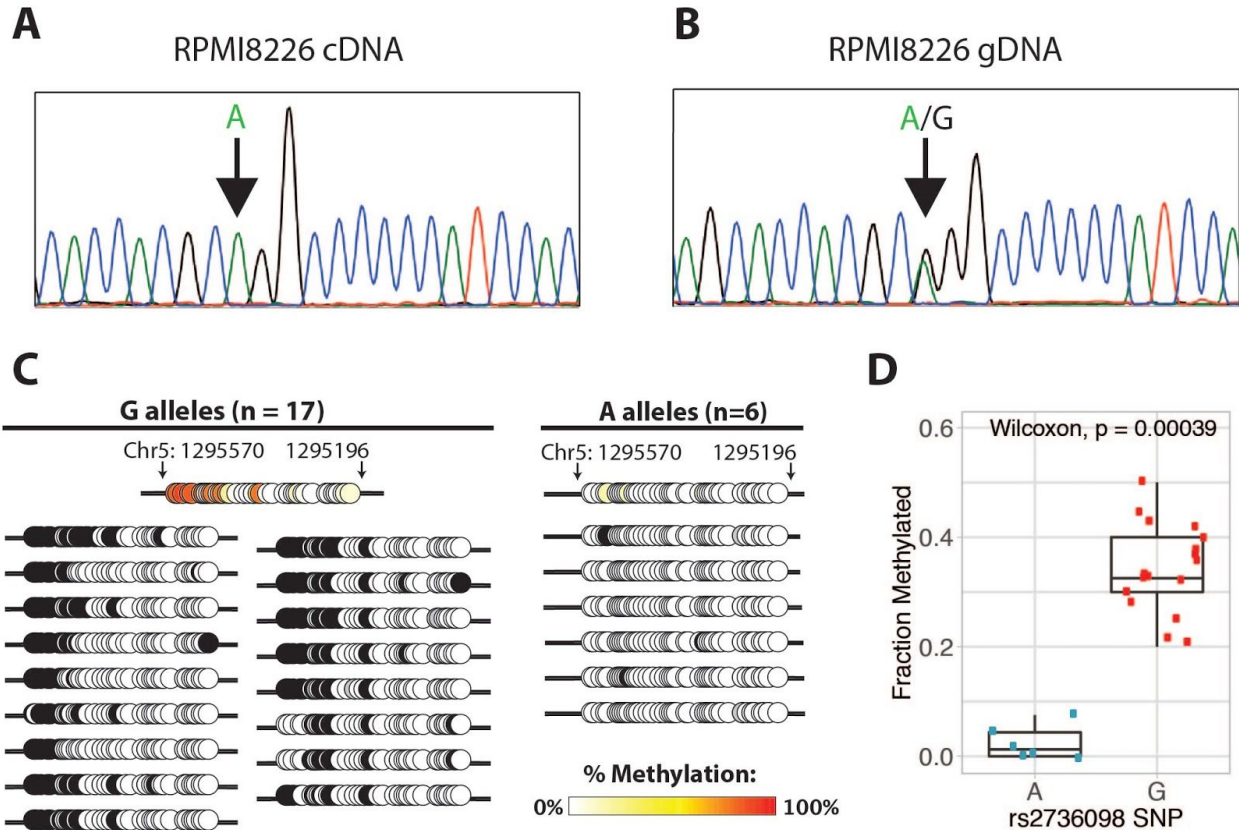 A
RPMI8226 cDNA
A
B
RPMI8226 gDNA
A/G
C
G alleles (n = 17)
Chr5: 1295570 1295196
A alleles (n=6)
Chr5: 1295570 1295196
% Methylation:
0% 100%
D
Wilcoxon, p = 0.00039
Fraction Methylated
0.6
0.4
0.2
0.0
A G
rs2736098 SNP